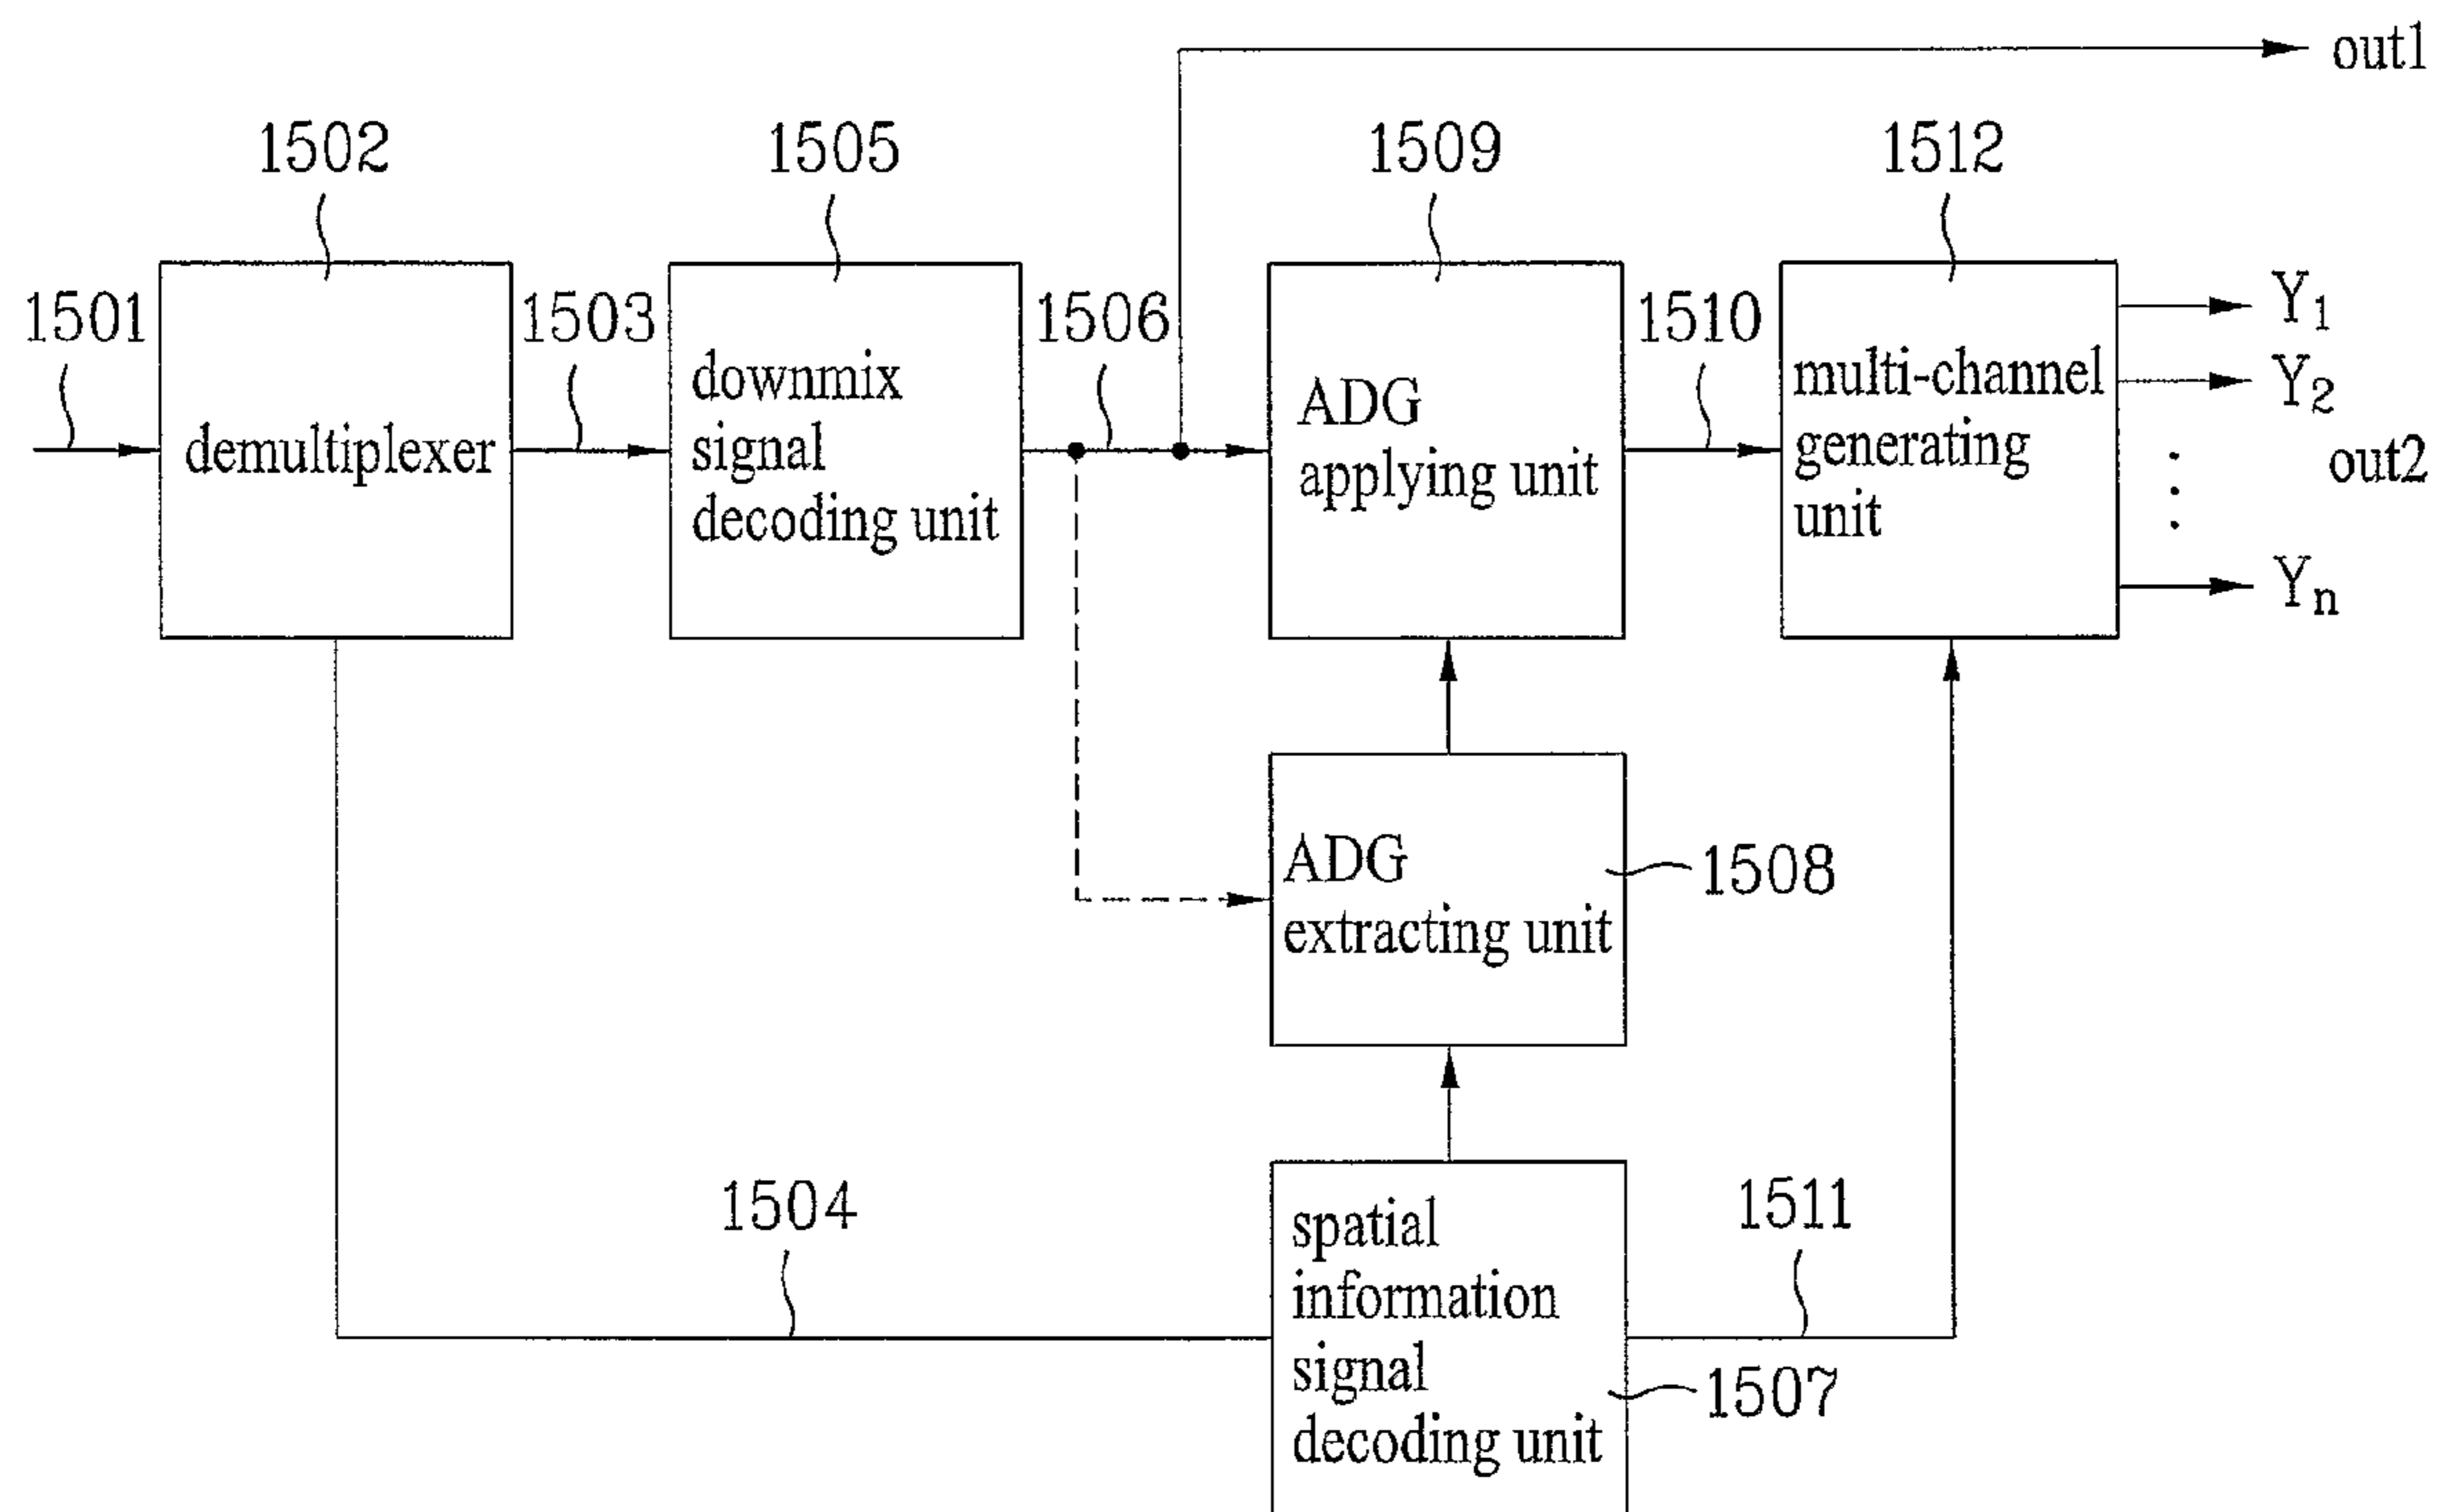 out1
1502
1505
1509
1512
1501
1503
1506
1510
demultiplexer
downmix
signal
decoding unit
ADG
applying unit
multi-channel
generating
unit
Y1
Y2
out2
Yn
ADG
extracting unit
1508
1504
spatial
information
signal
decoding unit
1511
1507